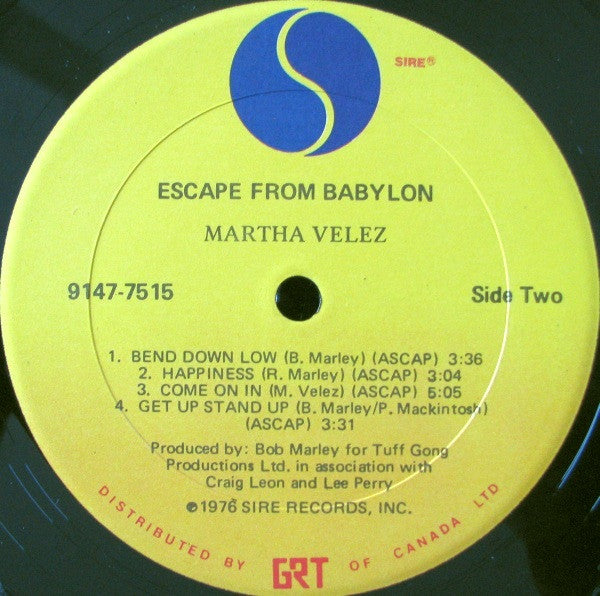 SIRE®
ESCAPE FROM BABYLON
MARTHA VELEZ
9147-7515
Side Two
1. BEND DOWN LOW (B. Marley) (ASCAP) 3:36
2. HAPPINESS (R. Marley) (ASCAP) 3:04
3. COME ON IN (M. Velez) (ASCAP) 5:05
4. GET UP STAND UP (B. Marley/P. Mackintosh)
(ASCAP) 3:31
Produced by: Bob Marley for Tuff Gong
Productions Ltd. in association with
Craig Leon and Lee Perry
℗1976 SIRE RECORDS, INC.
DISTRIBUTED BY GRT OF CANADA LTD